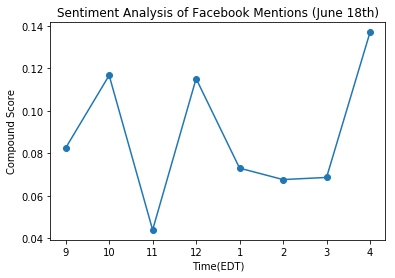 Sentiment Analysis of Facebook Mentions (June 18th)
0.14
0.12
0.10
0.08
0.06
0.04
Compound Score
9 10 11 12 1 2 3 4
Time(EDT)